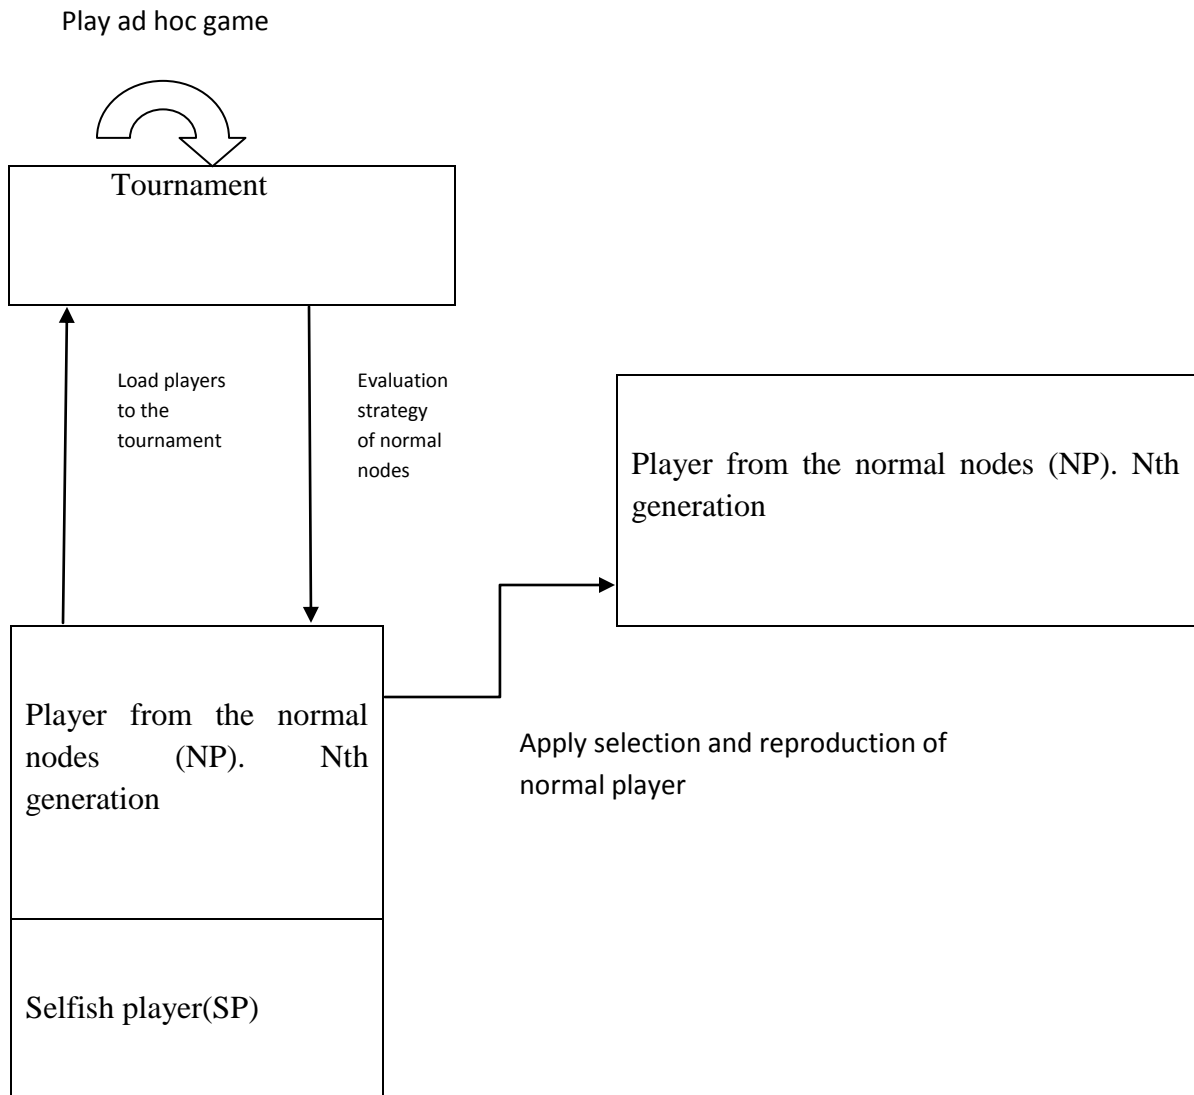 Play ad hoc game
Tournament
Load players
to the
tournament
Evaluation
strategy
of normal
nodes
Player from the normal nodes (NP). Nth
generation
Player from the normal
nodes (NP). Nth
generation
Apply selection and reproduction of
normal player
Selfish player(SP)